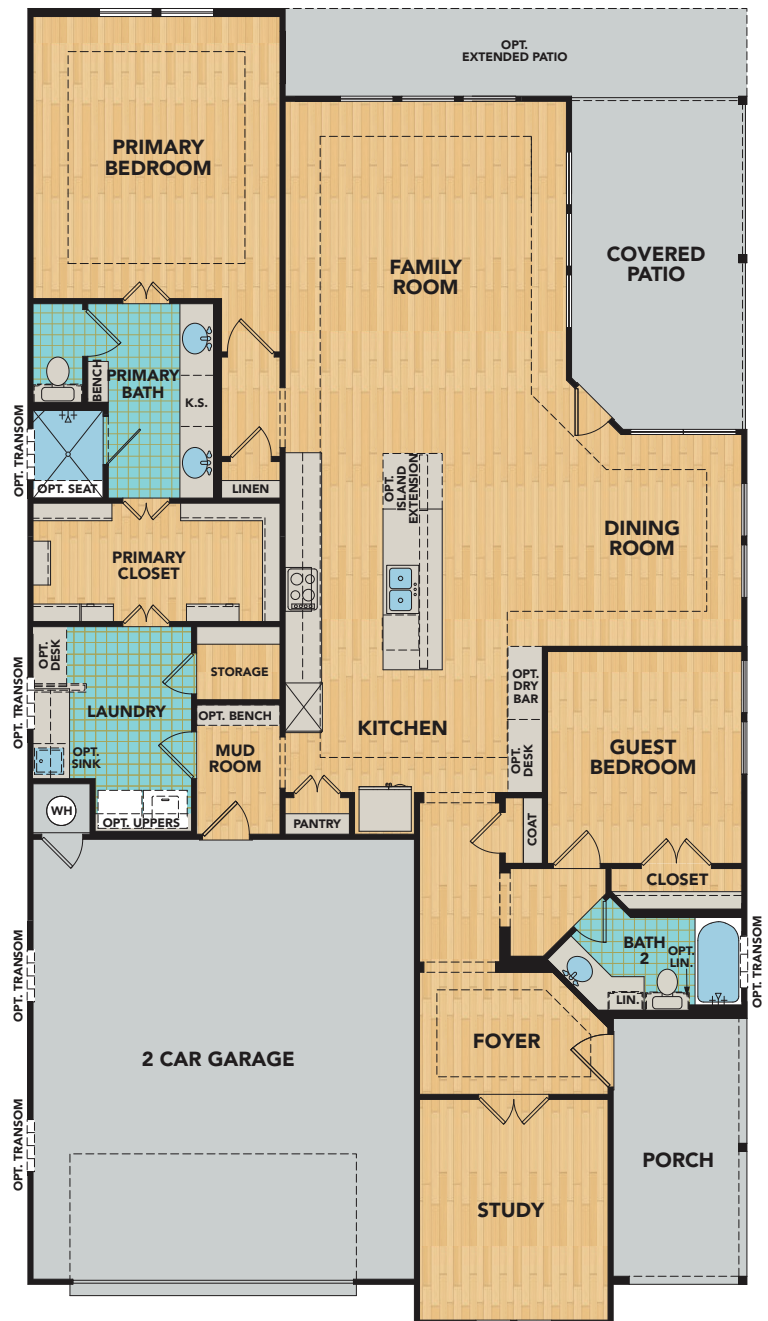 OPT.
EXTENDED PATIO
PRIMARY
BEDROOM
FAMILY
ROOM
COVERED
PATIO
BENCH
PRIMARY
BATH
K.S.
OPT. TRANSOM
OPT. SEAT
LINEN
OPT.
ISLAND
EXTENSION
DINING
ROOM
PRIMARY
CLOSET
OPT.
DESK
STORAGE
OPT. TRANSOM
LAUNDRY
OPT. BENCH
OPT.
SINK
MUD
ROOM
KITCHEN
OPT.
DRY
BAR
OPT.
DESK
GUEST
BEDROOM
WH
OPT. UPPERS
PANTRY
COAT
CLOSET
BATH
2
OPT.
LIN.
LIN.
OPT. TRANSOM
OPT. TRANSOM
FOYER
2 CAR GARAGE
OPT. TRANSOM
PORCH
STUDY